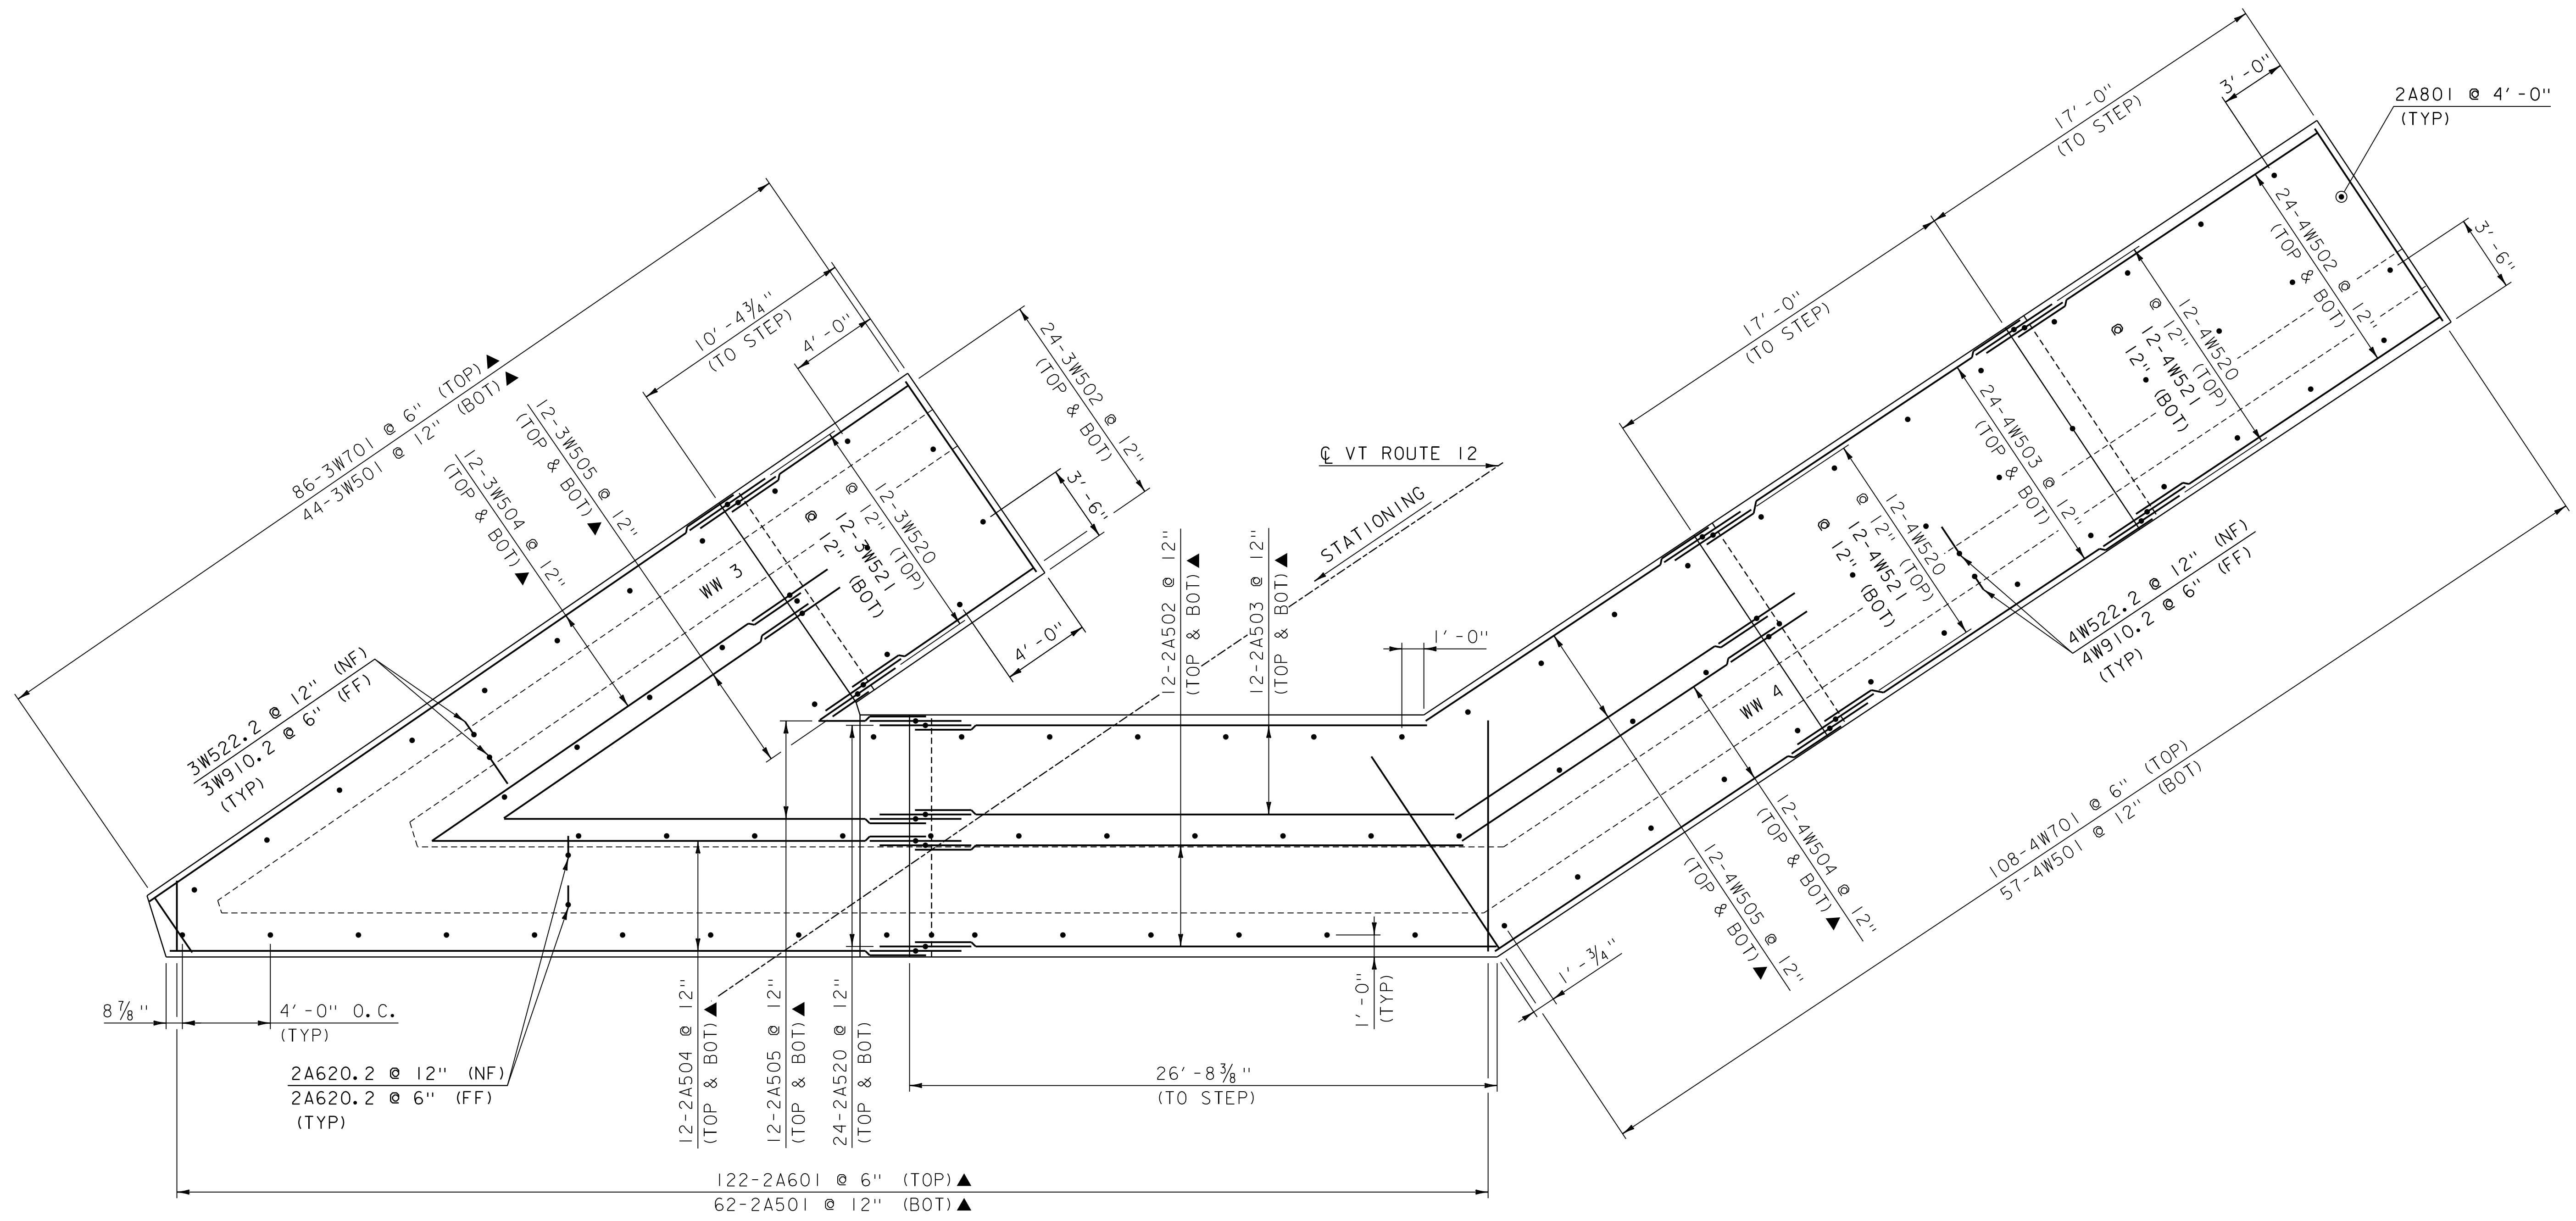 2A801 @ 4'-0"
(TYP)
3'-0"
17'-0"
(TO STEP)
17'-0"
(TO STEP)
3'-6"
24-4W502 @ 12"
(TOP & BOT)
12-4W520
@ 12" (TOP)
12-4W521
@ 12" (BOT)
24-4W503 @ 12"
(TOP & BOT)
12-4W520
@ 12" (TOP)
12-4W521
@ 12" (BOT)
4W522.2 @ 12" (NF)
4W910.2 @ 6" (FF)
(TYP)
WW 4
12-4W504 @ 12"
(TOP & BOT)▲
12-4W505 @ 12"
(TOP & BOT)▲
108-4W701 @ 6" (TOP)
57-4W501 @ 12" (BOT)
1'-¾"
86-3W701 @ 6" (TOP)▲
44-3W501 @ 12" (BOT)▲
10'-4¾"
(TO STEP)
4'-0"
24-3W502 @ 12"
(TOP & BOT)
3'-6"
4'-0"
12-3W505 @ 12"
(TOP & BOT)▲
12-3W504 @ 12"
(TOP & BOT)▲
12-3W520
@ 12" (TOP)
12-3W521
@ 12" (BOT)
WW 3
3W522.2 @ 12" (NF)
3W910.2 @ 6" (FF)
(TYP)
℄ VT ROUTE 12
STATIONING
12-2A502 @ 12"
(TOP & BOT)▲
12-2A503 @ 12"
(TOP & BOT)▲
1'-0"
1'-0"
(TYP)
8⅞"
4'-0" O.C.
(TYP)
2A620.2 @ 12" (NF)
2A620.2 @ 6" (FF)
(TYP)
12-2A504 @ 12"
(TOP & BOT)▲
12-2A505 @ 12"
(TOP & BOT)▲
24-2A520 @ 12"
(TOP & BOT)
26'-8⅜"
(TO STEP)
122-2A601 @ 6" (TOP)▲
62-2A501 @ 12" (BOT)▲